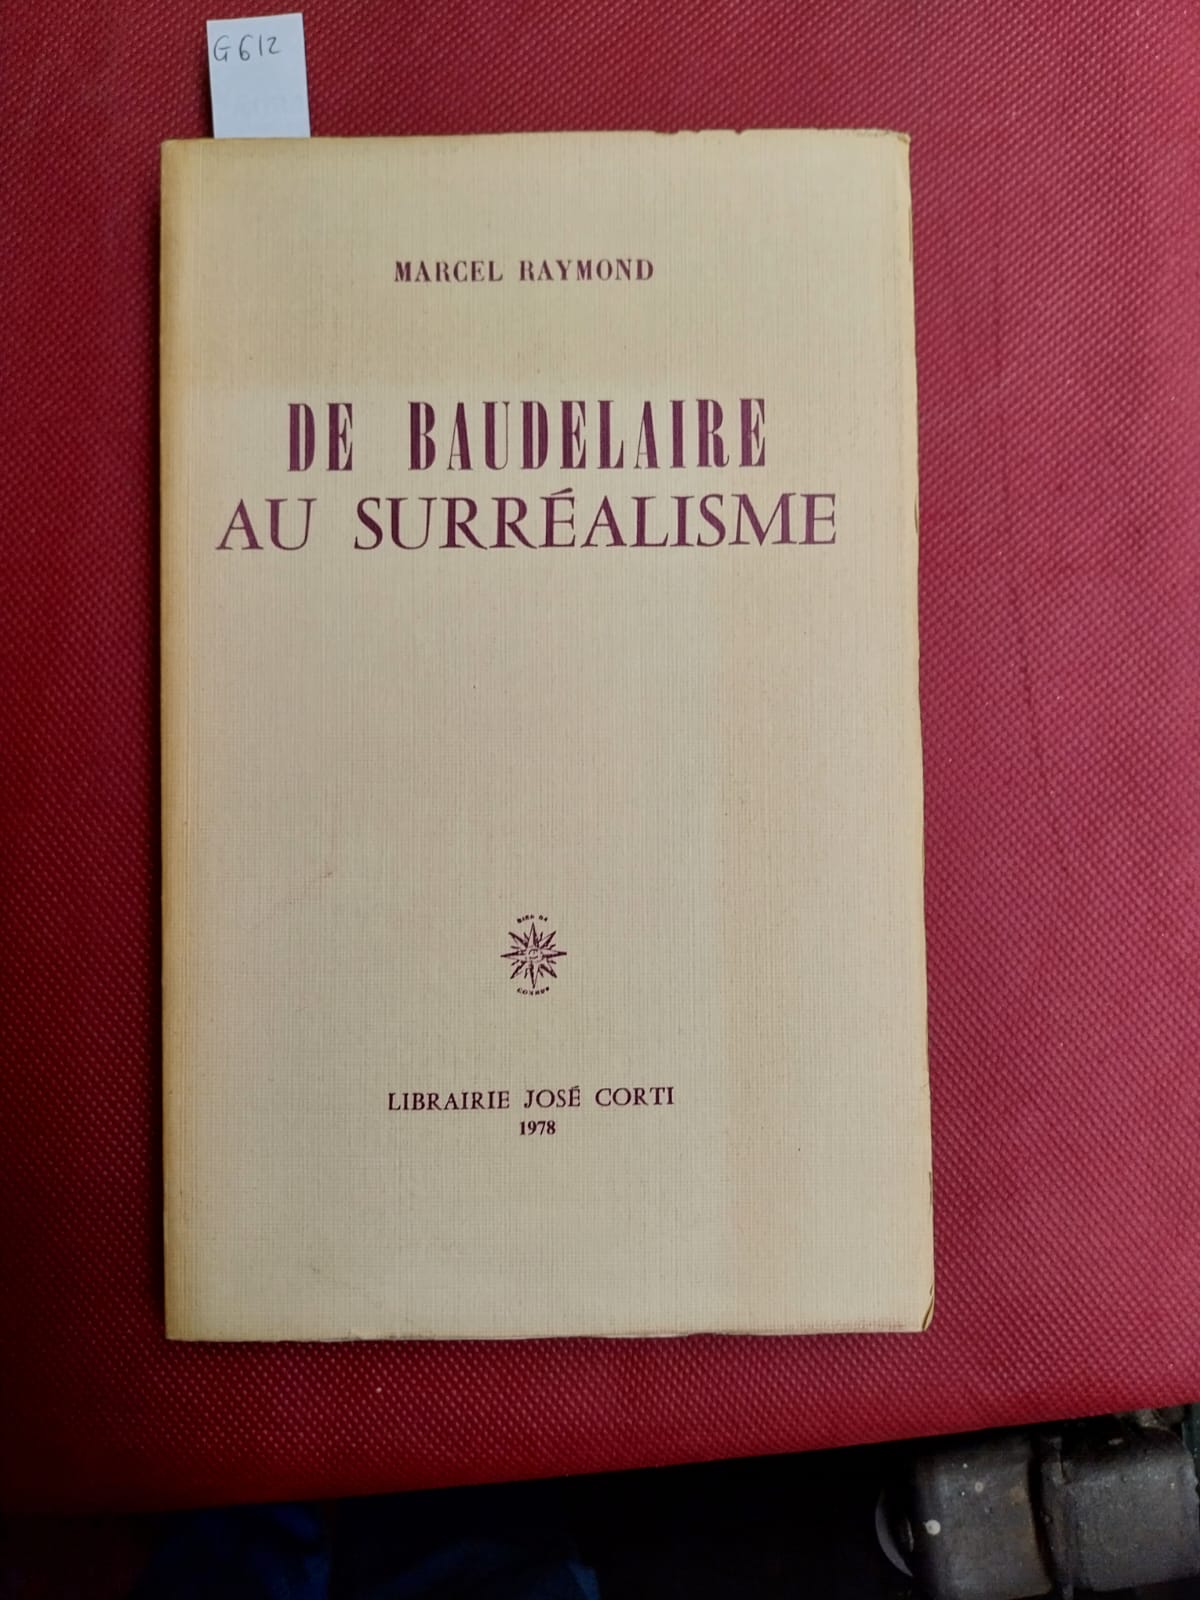 G612
MARCEL RAYMOND
DE BAUDELAIRE
AU SURRÉALISME
LIBRAIRIE JOSÉ CORTI
1978